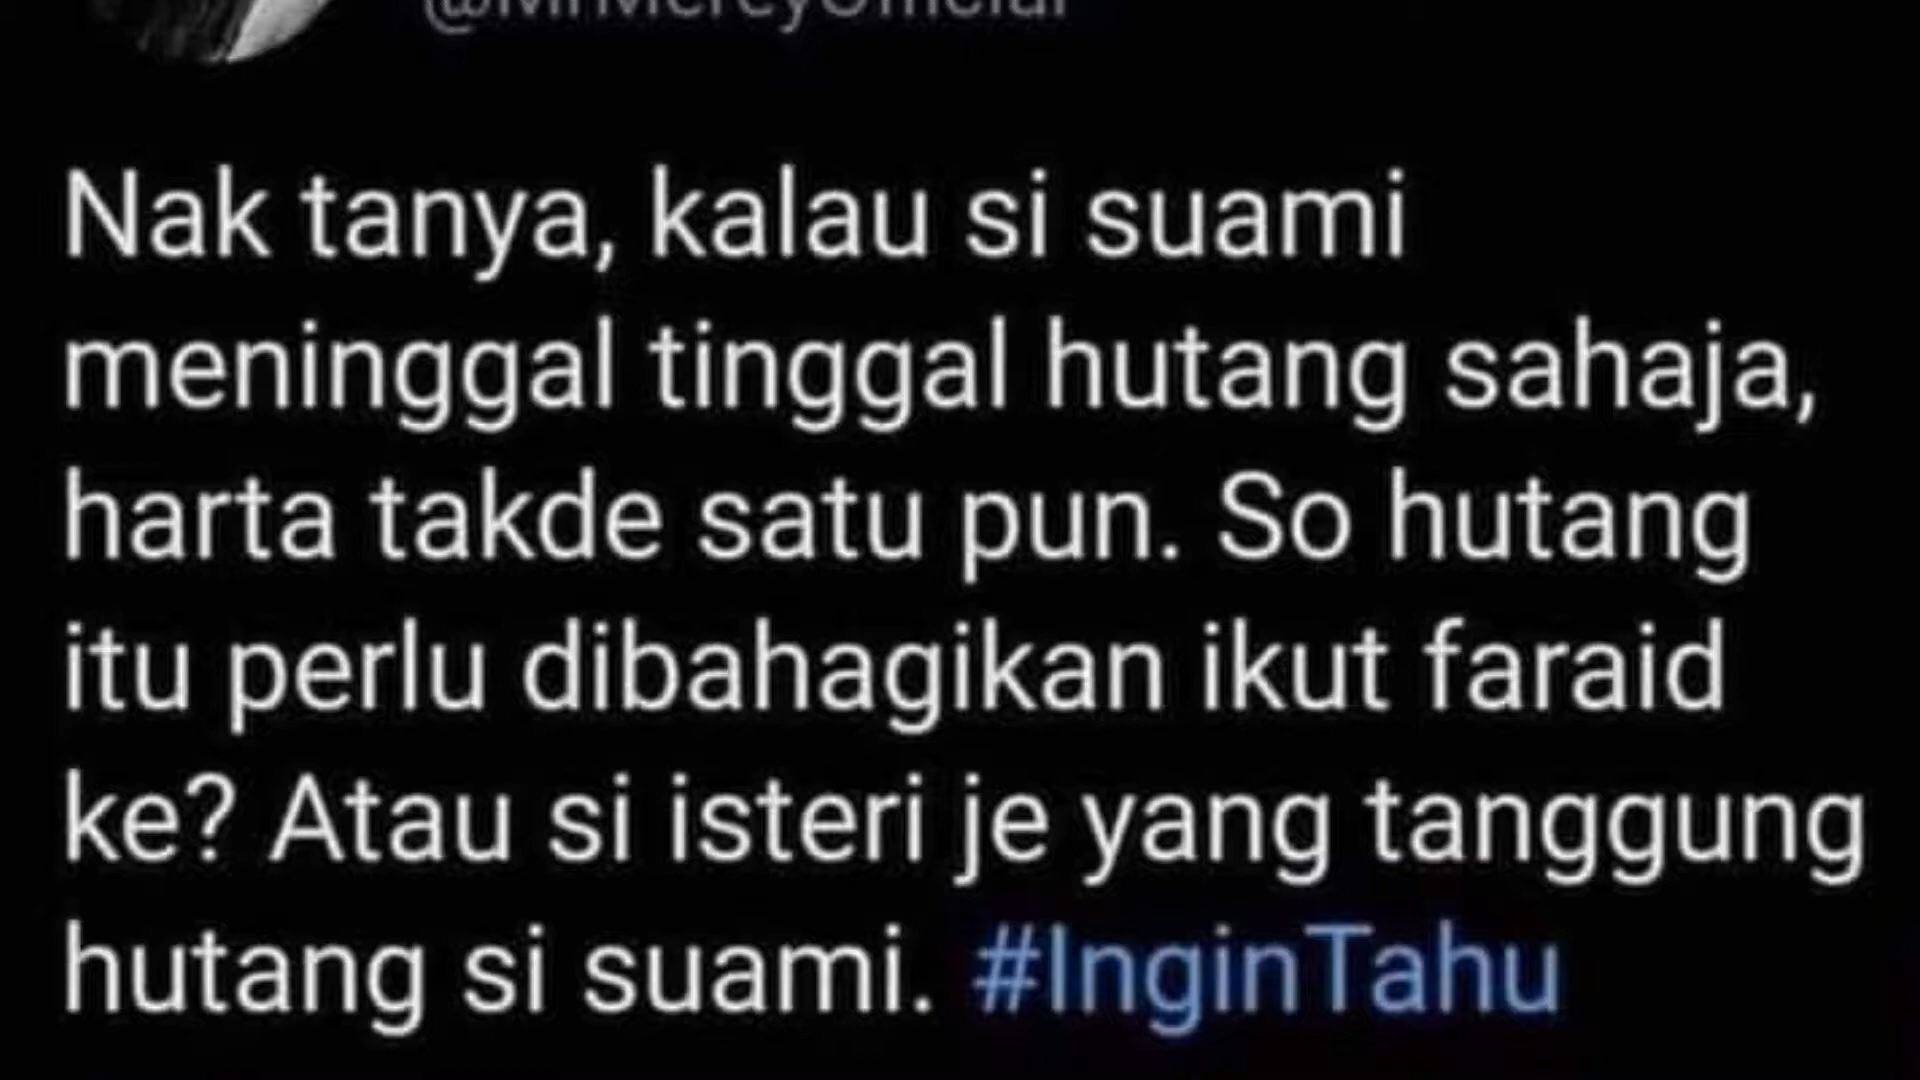 Nak tanya, kalau si suami
meninggal tinggal hutang sahaja,
harta takde satu pun. So hutang
itu perlu dibahagikan ikut faraid
ke? Atau si isteri je yang tanggung
hutang si suami. #InginTahu